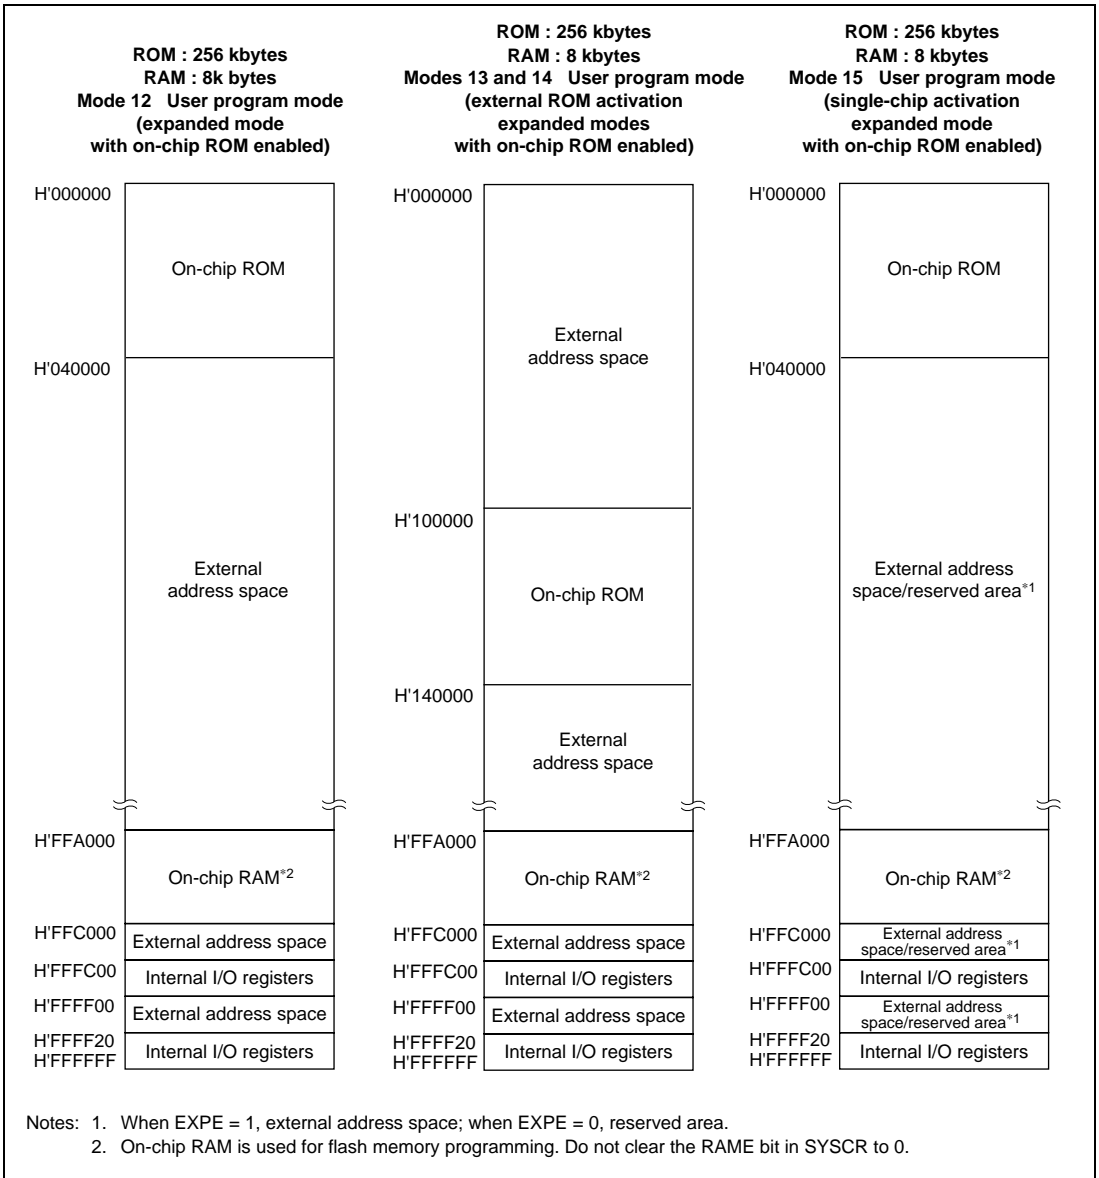 ROM : 256 kbytes
RAM : 8k bytes
Mode 12 User program mode
(expanded mode
with on-chip ROM enabled)
H'000000
On-chip ROM
H'040000
External
address space
H'FFA000
On-chip RAM*2
H'FFC000
External address space
H'FFFC00
Internal I/O registers
H'FFFF00
External address space
H'FFFF20
Internal I/O registers
H'FFFFFF
ROM : 256 kbytes
RAM : 8 kbytes
Modes 13 and 14 User program mode
(external ROM activation
expanded modes
with on-chip ROM enabled)
H'000000
External
address space
H'100000
On-chip ROM
H'140000
External
address space
H'FFA000
On-chip RAM*2
H'FFC000
External address space
H'FFFC00
Internal I/O registers
H'FFFF00
External address space
H'FFFF20
Internal I/O registers
H'FFFFFF
ROM : 256 kbytes
RAM : 8 kbytes
Mode 15 User program mode
(single-chip activation
expanded mode
with on-chip ROM enabled)
H'000000
On-chip ROM
H'040000
External address
space/reserved area*1
H'FFA000
On-chip RAM*2
H'FFC000
External address
space/reserved area*1
H'FFFC00
Internal I/O registers
H'FFFF00
External address
space/reserved area*1
H'FFFF20
Internal I/O registers
H'FFFFFF
Notes: 1. When EXPE = 1, external address space; when EXPE = 0, reserved area.
2. On-chip RAM is used for flash memory programming. Do not clear the RAME bit in SYSCR to 0.